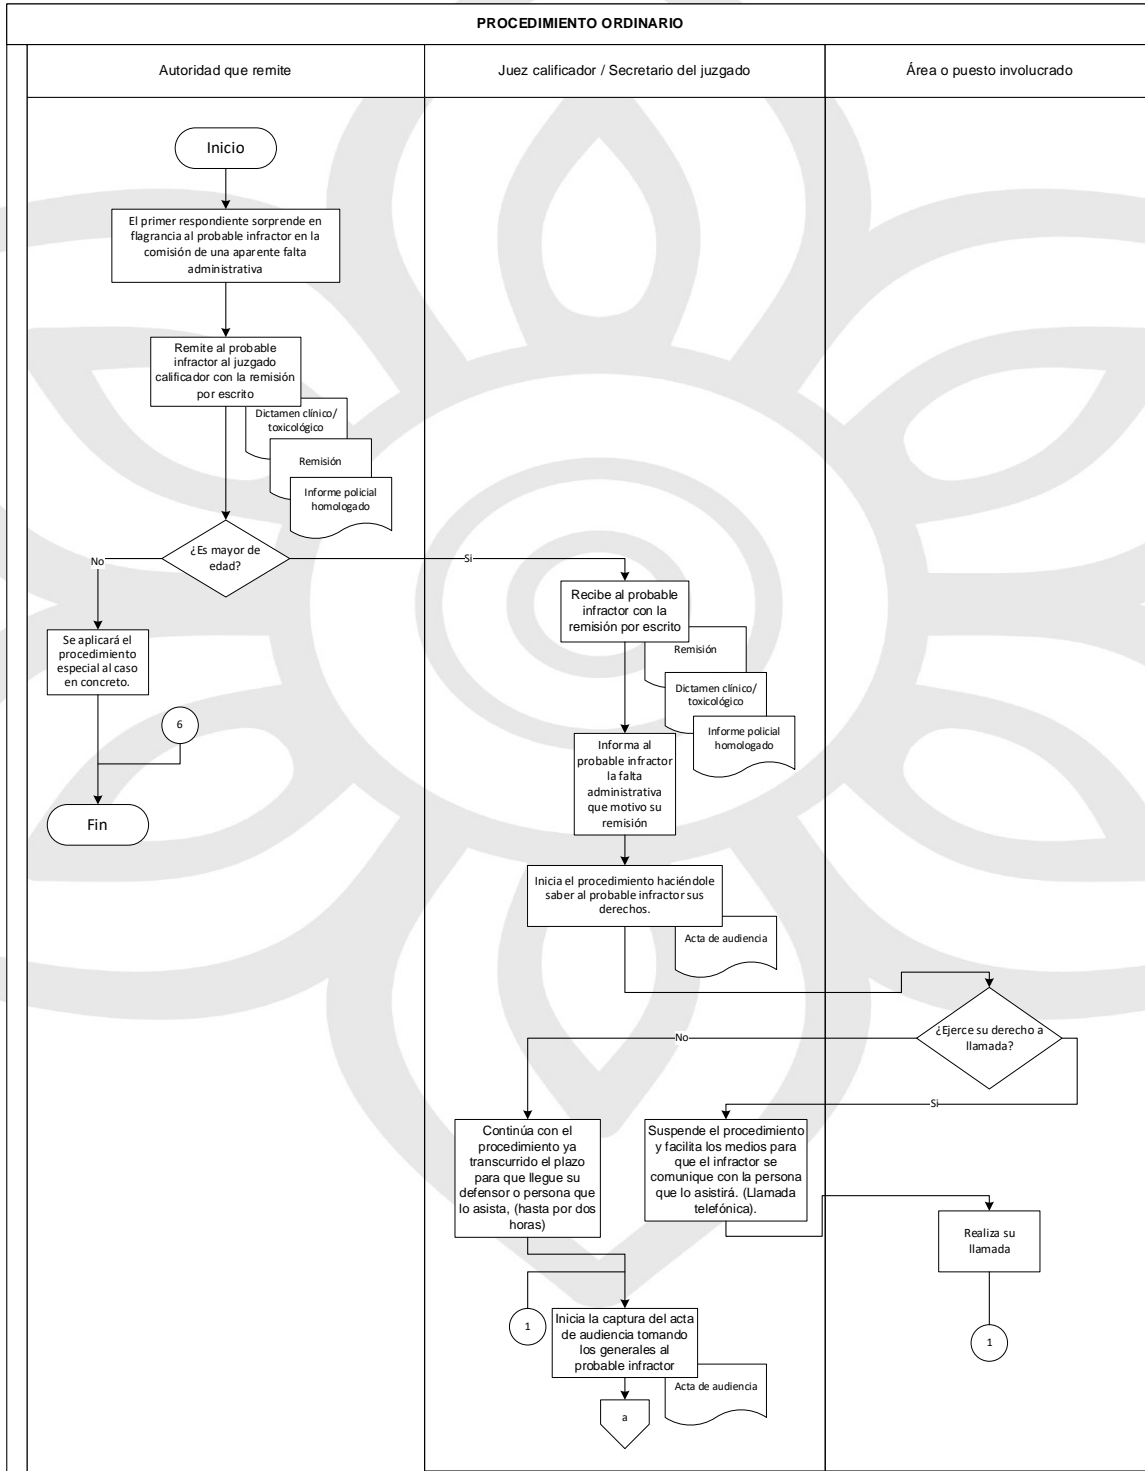 PROCEDIMIENTO ORDINARIO
Autoridad que remite
Juez calificador / Secretario del juzgado
Área o puesto involucrado
Inicio
El primer respondiente sorprende en
flagrancia al probable infractor en la
comisión de una aparente falta
administrativa
Remite al probable
infractor al juzgado
calificador con la remisión
por escrito
Dictamen clínico/
toxicológico
Remisión
Informe policial
homologado
¿Es mayor de
edad?
No
Si
Se aplicará el
procedimiento
especial al caso
en concreto.
6
Fin
Recibe al probable
infractor con la
remisión por escrito
Remisión
Dictamen clínico/
toxicológico
Informe policial
homologado
Informa al
probable infractor
la falta
administrativa
que motivo su
remisión
Inicia el procedimiento haciéndole
saber al probable infractor sus
derechos.
Acta de audiencia
¿Ejerce su derecho a
llamada?
No
Si
Continúa con el
procedimiento ya
transcurrido el plazo
para que llegue su
defensor o persona que
lo asista, (hasta por dos
horas)
Suspende el procedimiento
y facilita los medios para
que el infractor se
comunique con la persona
que lo asistirá. (Llamada
telefónica).
Realiza su
llamada
1
1
Inicia la captura del acta
de audiencia tomando
los generales al
probable infractor
Acta de audiencia
a